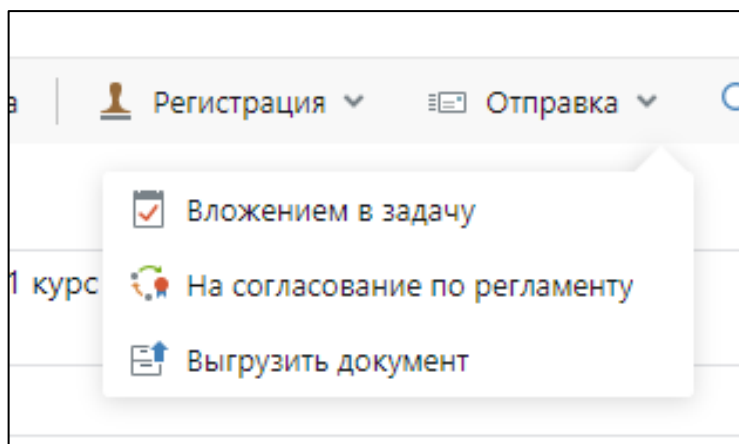 а Регистрация Отправка
Вложением в задачу
1 курс На согласование по регламенту
Выгрузить документ